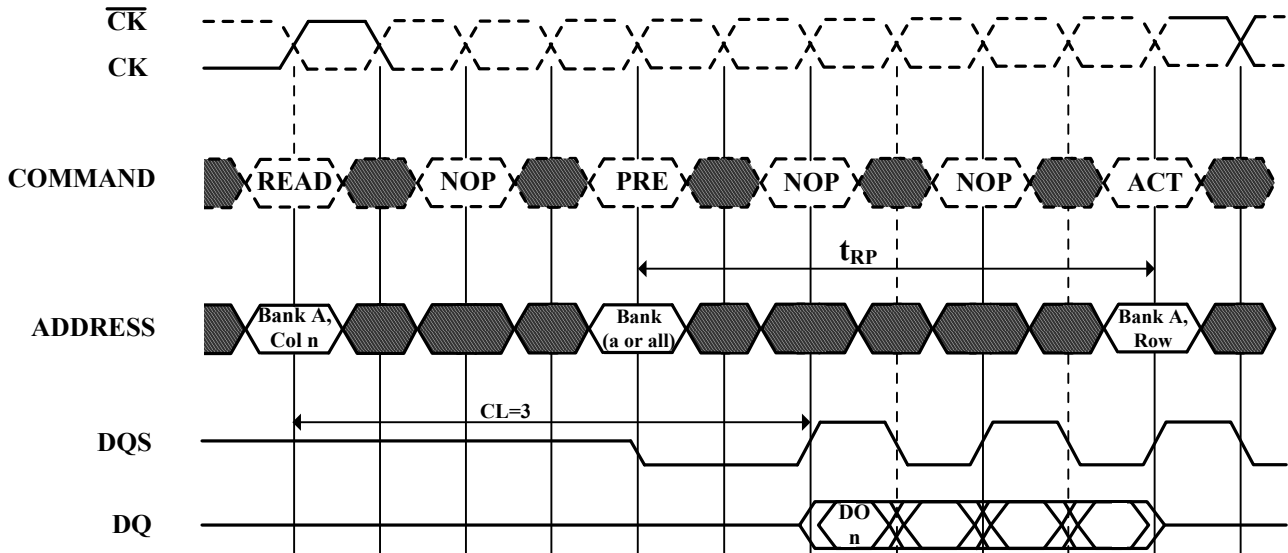 CK
CK
COMMAND
READ NOP PRE NOP NOP ACT
tRP
ADDRESS
Bank A, Col n
Bank (a or all)
Bank A, Row
CL=3
DQS
DQ
DO n